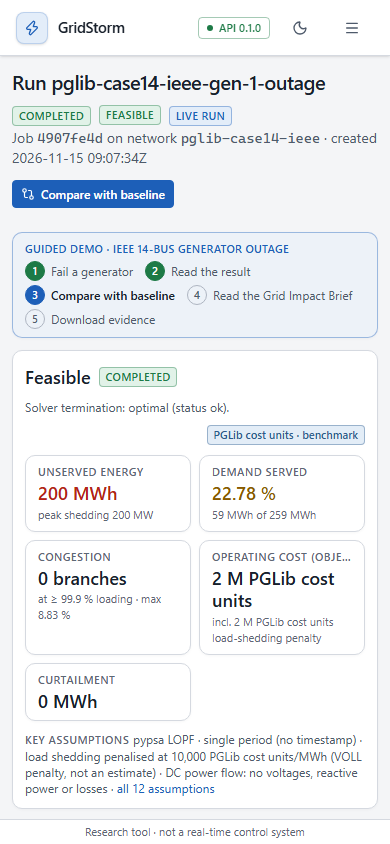 GridStorm
API 0.1.0
Run pglib-case14-ieee-gen-1-outage
COMPLETED FEASIBLE LIVE RUN
Job 4907fe4d on network pglib-case14-ieee · created
2026-11-15 09:07:34Z
Compare with baseline
GUIDED DEMO · IEEE 14-BUS GENERATOR OUTAGE
1 Fail a generator 2 Read the result
3 Compare with baseline 4 Read the Grid Impact Brief
5 Download evidence
Feasible COMPLETED
Solver termination: optimal (status ok).
PGLib cost units · benchmark
UNSERVED ENERGY
200 MWh
peak shedding 200 MW
DEMAND SERVED
22.78 %
59 MWh of 259 MWh
CONGESTION
0 branches
at ≥ 99.9 % loading · max
8.83 %
OPERATING COST (OBJE...
2 M PGLib cost
units
incl. 2 M PGLib cost units
load-shedding penalty
CURTAILMENT
0 MWh
KEY ASSUMPTIONS pypsa LOPF · single period (no timestamp) ·
load shedding penalised at 10,000 PGLib cost units/MWh (VOLL
penalty, not an estimate) · DC power flow: no voltages, reactive
power or losses · all 12 assumptions
Research tool · not a real-time control system